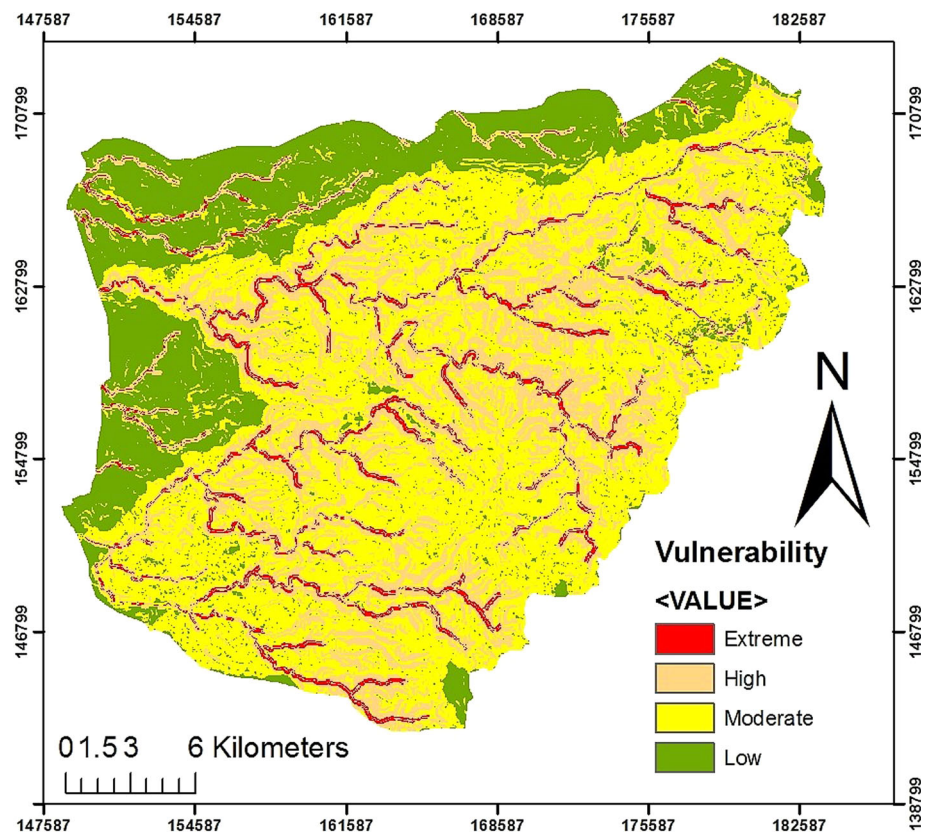 147587 154587 161587 168587 175587 182587
170799 170799
162799 162799
154799 154799
146799 146799
138799
N
Vulnerability
<VALUE>
Extreme
High
Moderate
Low
0 1.5 3 6 Kilometers
147587 154587 161587 168587 175587 182587